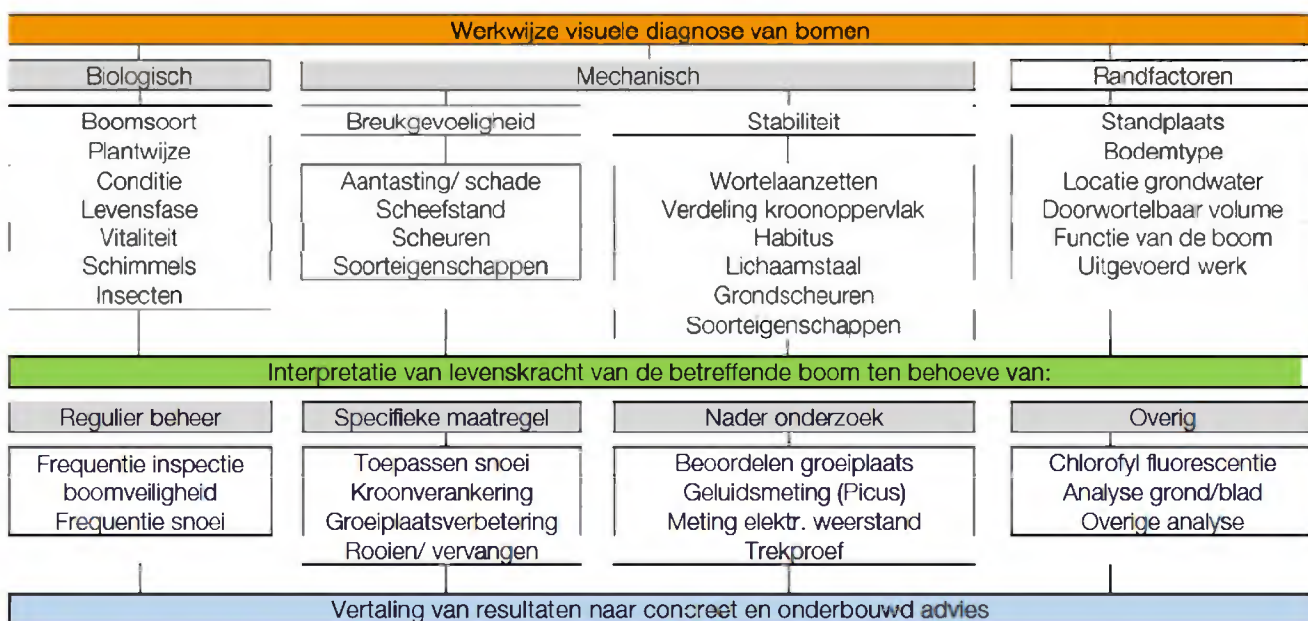 Werkwijze visuele diagnose van bomen
Biologisch
Mechanisch
Randfactoren
Boomsoort
Plantwijze
Conditie
Levensfase
Vitaliteit
Schimmels
Insecten
Breukgevoeligheid
Aantasting/ schade
Scheefstand
Scheuren
Soorteigenschappen
Stabiliteit
Wortelaanzetten
Verdeling kroonoppervlak
Habitus
Lichaamstaal
Grondscheuren
Soorteigenschappen
Standplaats
Bodemtype
Locatie grondwater
Doorwortelbaar volume
Functie van de boom
Uitgevoerd werk
Interpretatie van levenskracht van de betreffende boom ten behoeve van:
Regulier beheer
Specifieke maatregel
Nader onderzoek
Overig
Frequentie inspectie
boomveiligheid
Frequentie snoei
Toepassen snoei
Kroonverankering
Groeiplaatsverbetering
Rooien/ vervangen
Beoordelen groeiplaats
Geluidsmeting (Picus)
Meting elektr. weerstand
Trekproef
Chlorofyl fluorescentie
Analyse grond/blad
Overige analyse
Vertaling van resultaten naar concreet en onderbouwd advies